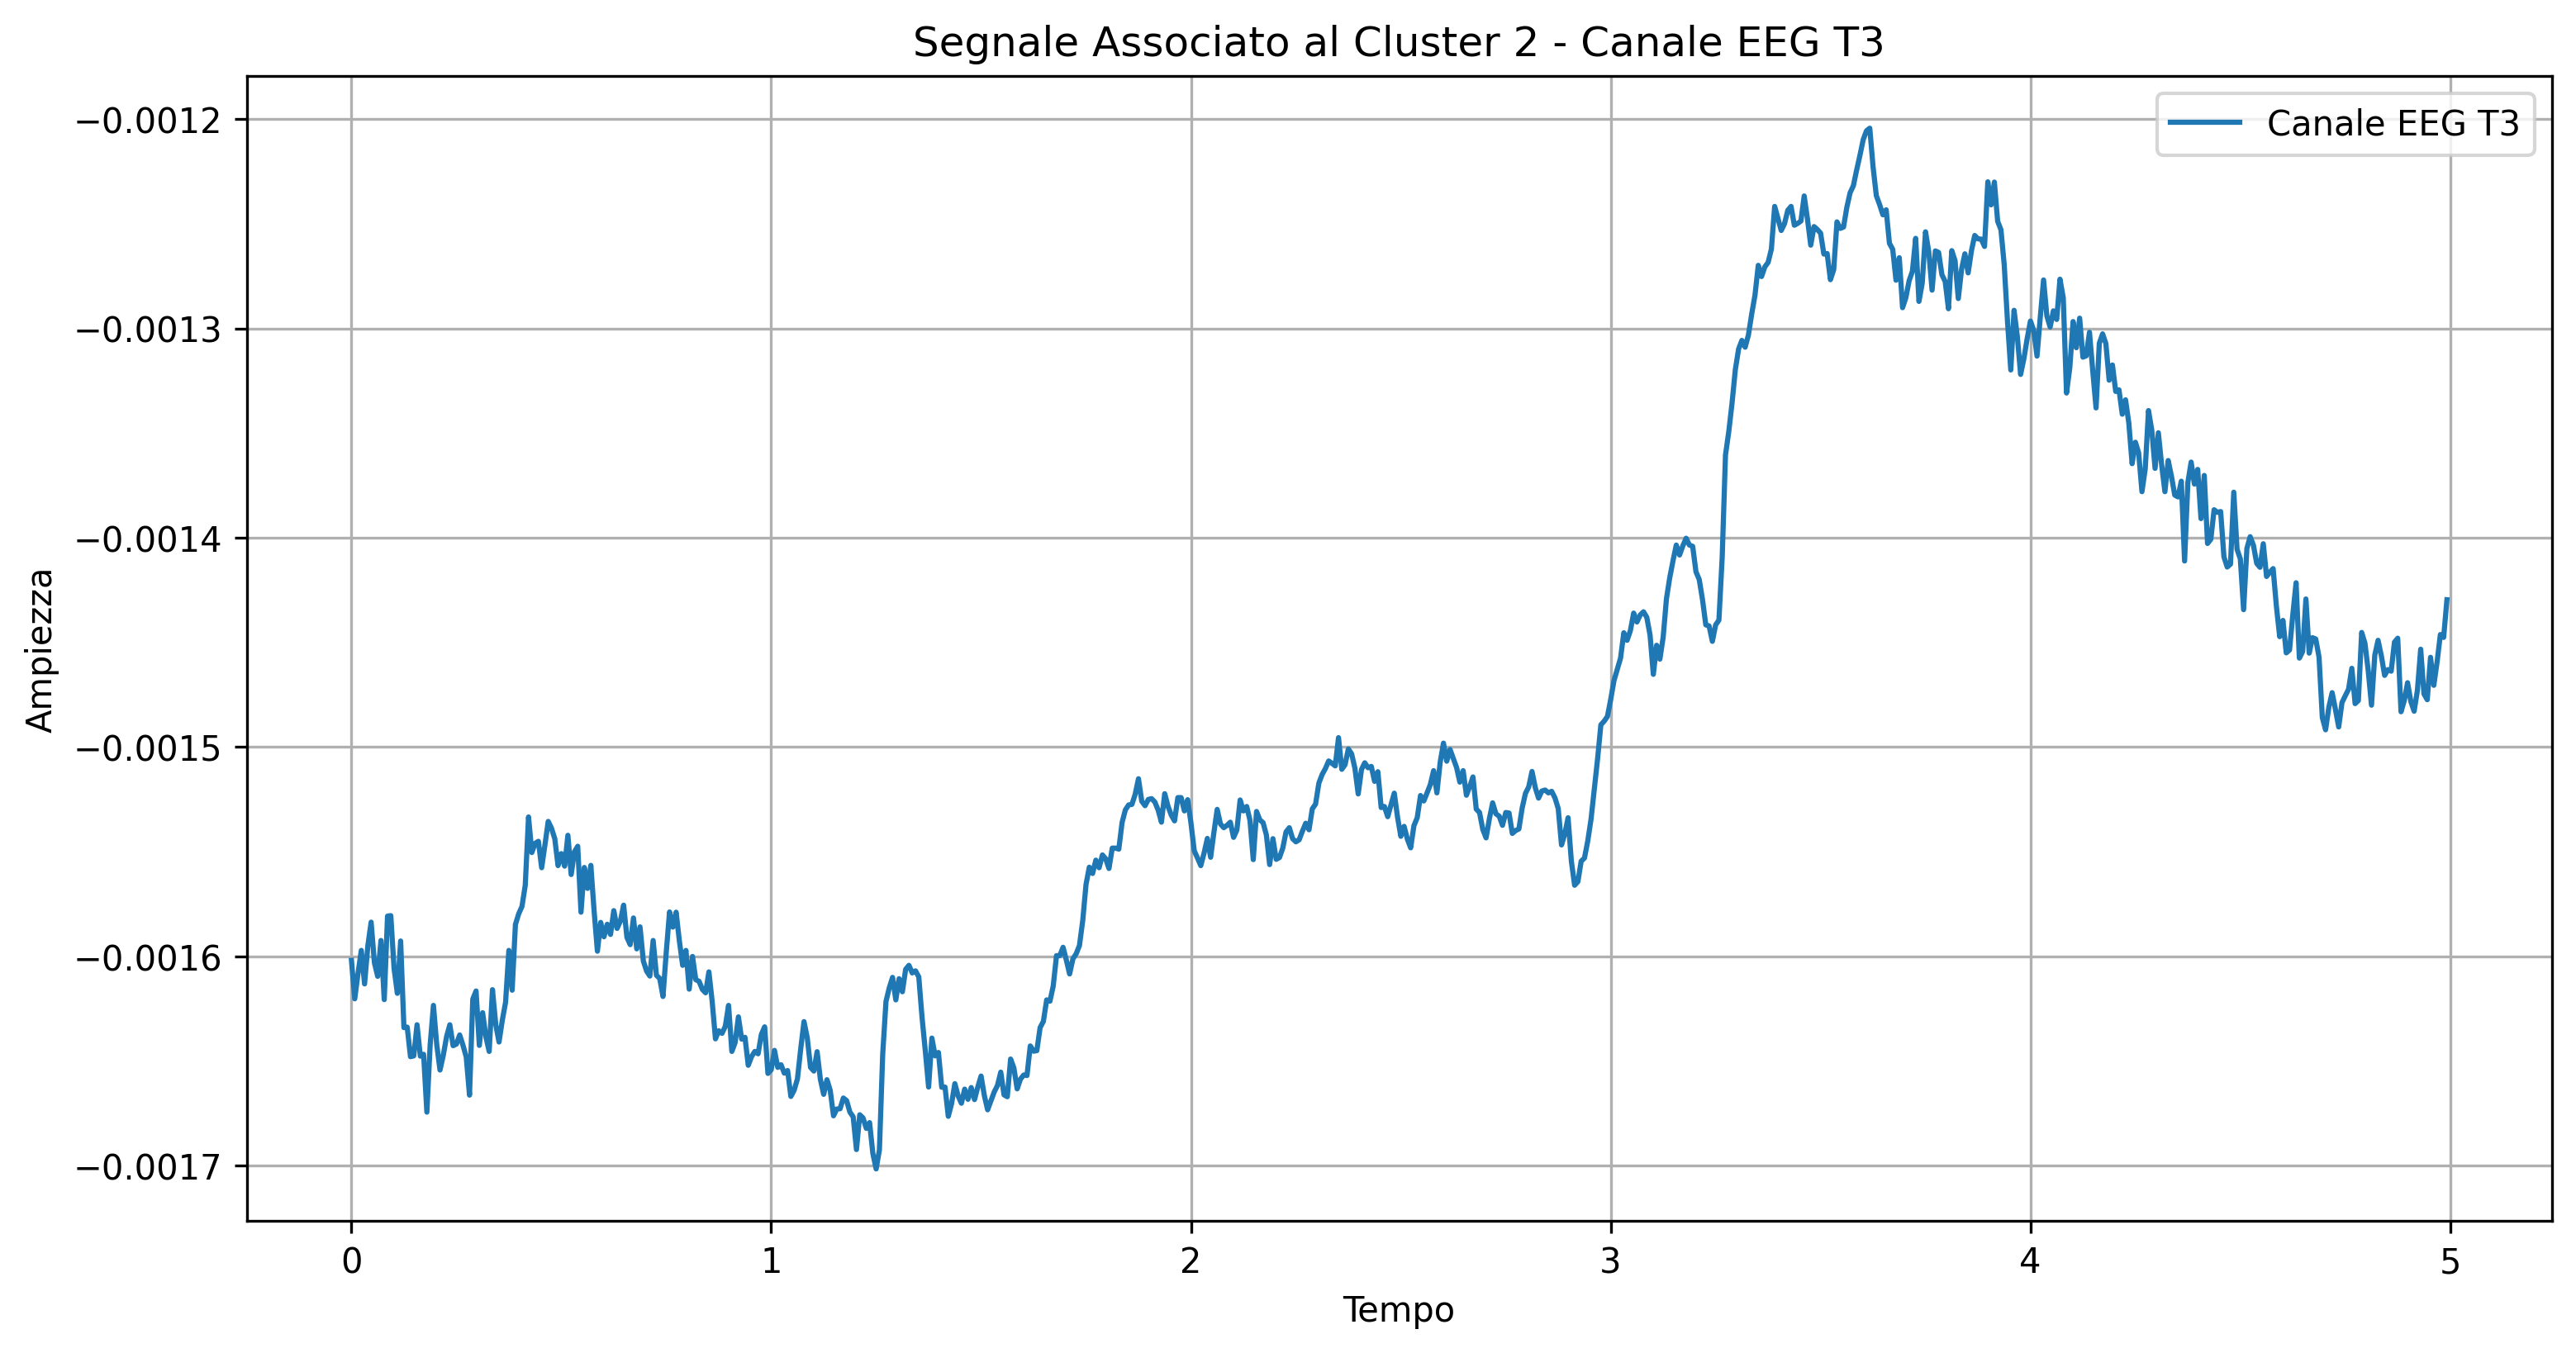 Segnale Associato al Cluster 2 - Canale EEG T3
Canale EEG T3
Ampiezza
−0.0012
−0.0013
−0.0014
−0.0015
−0.0016
−0.0017
0 1 2 3 4 5
Tempo